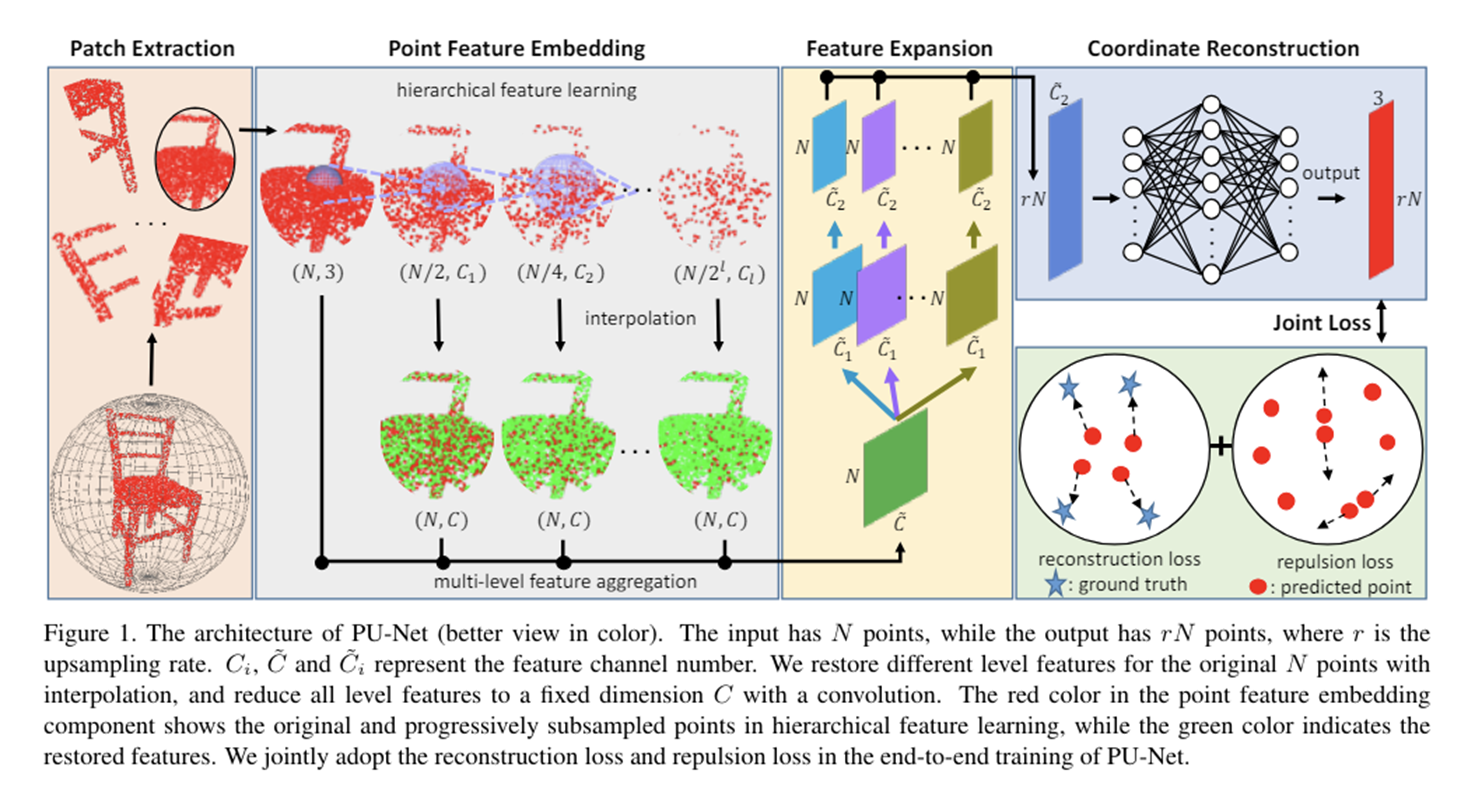 Patch Extraction
Point Feature Embedding
Feature Expansion
Coordinate Reconstruction
hierarchical feature learning
(N, 3)
(N/2, C₁)
(N/4, C₂)
(N/2ˡ, Cₗ)
...
...
interpolation
(N, C)
(N, C)
...
(N, C)
multi-level feature aggregation
N
N
...
N
C̃₂
C̃₂
C̃₂
N
N
...
N
C̃₁
C̃₁
C̃₁
N
C̃
C̃₂
rN
output
3
rN
Joint Loss
+
reconstruction loss
: ground truth
repulsion loss
: predicted point
Figure 1. The architecture of PU-Net (better view in color). The input has N points, while the output has rN points, where r is the
upsampling rate. Cᵢ, C̃ and C̃ᵢ represent the feature channel number. We restore different level features for the original N points with
interpolation, and reduce all level features to a fixed dimension C with a convolution. The red color in the point feature embedding
component shows the original and progressively subsampled points in hierarchical feature learning, while the green color indicates the
restored features. We jointly adopt the reconstruction loss and repulsion loss in the end-to-end training of PU-Net.